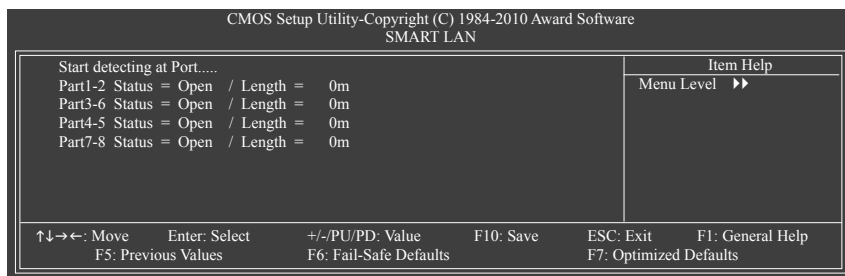 CMOS Setup Utility-Copyright (C) 1984-2010 Award Software
SMART LAN
Start detecting at Port.....
Part1-2 Status = Open / Length = 0m
Part3-6 Status = Open / Length = 0m
Part4-5 Status = Open / Length = 0m
Part7-8 Status = Open / Length = 0m
Item Help
Menu Level ▶▶
↑↓→←: Move Enter: Select +/-/PU/PD: Value F10: Save ESC: Exit F1: General Help
F5: Previous Values F6: Fail-Safe Defaults F7: Optimized Defaults